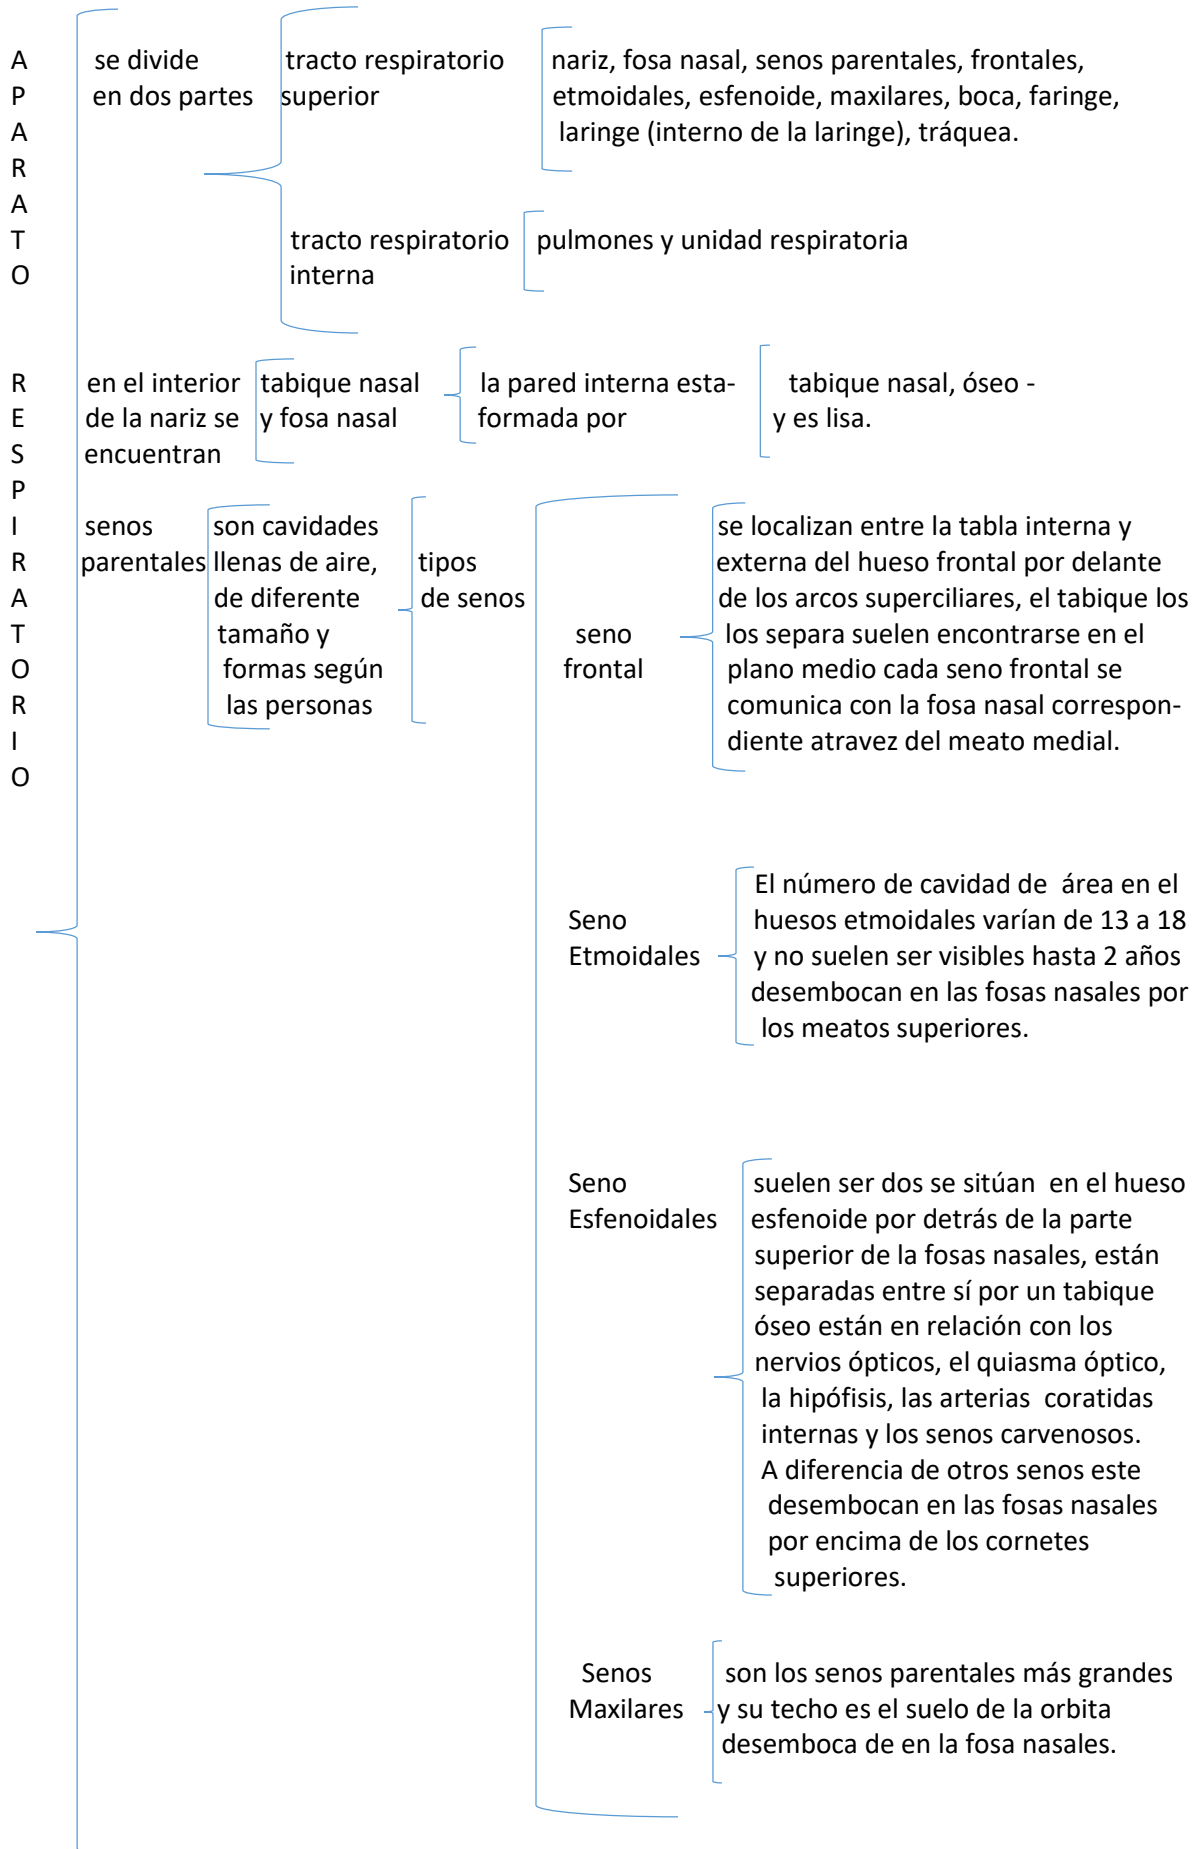 A
P
A
R
A
T
O
R
E
S
P
I
R
A
T
O
R
I
O
se divide
en dos partes
tracto respiratorio
superior
nariz, fosa nasal, senos parentales, frontales,
etmoidales, esfenoide, maxilares, boca, faringe,
laringe (interno de la laringe), tráquea.
tracto respiratorio
interna
pulmones y unidad respiratoria
en el interior
de la nariz se
encuentran
tabique nasal
y fosa nasal
la pared interna esta-
formada por
tabique nasal, óseo -
y es lisa.
senos
parentales
son cavidades
llenas de aire,
de diferente
tamaño y
formas según
las personas
tipos
de senos
seno
frontal
se localizan entre la tabla interna y
externa del hueso frontal por delante
de los arcos superciliares, el tabique los
los separa suelen encontrarse en el
plano medio cada seno frontal se
comunica con la fosa nasal correspon-
diente atravez del meato medial.
Seno
Etmoidales
El número de cavidad de área en el
huesos etmoidales varían de 13 a 18
y no suelen ser visibles hasta 2 años
desembocan en las fosas nasales por
los meatos superiores.
Seno
Esfenoidales
suelen ser dos se sitúan en el hueso
esfenoide por detrás de la parte
superior de la fosas nasales, están
separadas entre sí por un tabique
óseo están en relación con los
nervios ópticos, el quiasma óptico,
la hipófisis, las arterias coratidas
internas y los senos carvenosos.
A diferencia de otros senos este
desembocan en las fosas nasales
por encima de los cornetes
superiores.
Senos
Maxilares
son los senos parentales más grandes
y su techo es el suelo de la orbita
desemboca de en la fosa nasales.